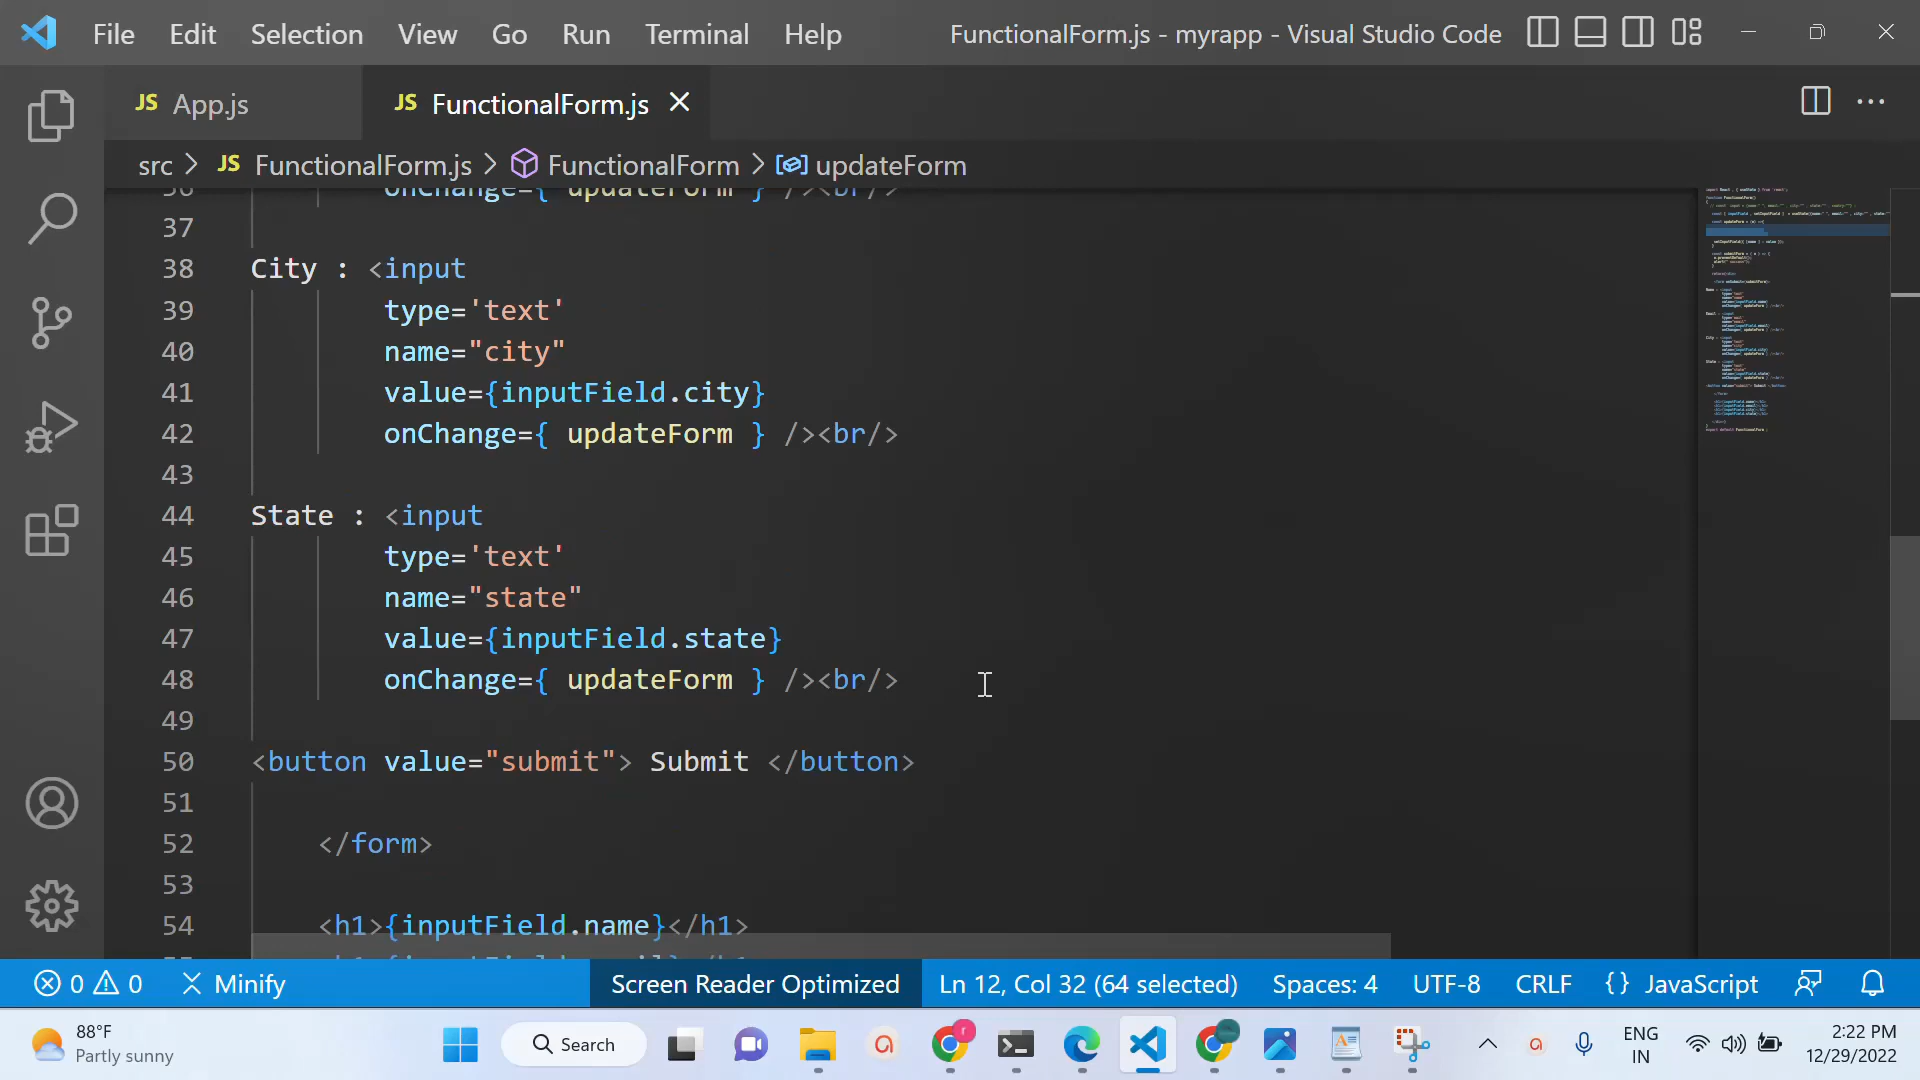 File Edit Selection View Go Run Terminal Help FunctionalForm.js - myrapp - Visual Studio Code
JS App.js JS FunctionalForm.js
src > JS FunctionalForm.js > FunctionalForm > updateForm
36 onChange={ updateForm } /><br/>
37
38 City : <input
39 type='text'
40 name="city"
41 value={inputField.city}
42 onChange={ updateForm } /><br/>
43
44 State : <input
45 type='text'
46 name="state"
47 value={inputField.state}
48 onChange={ updateForm } /><br/>
49
50 <button value="submit"> Submit </button>
51
52 </form>
53
54 <h1>{inputField.name}</h1>
0 0 Minify Screen Reader Optimized Ln 12, Col 32 (64 selected) Spaces: 4 UTF-8 CRLF {} JavaScript
88°F
Partly sunny
Search
ENG
IN
2:22 PM
12/29/2022